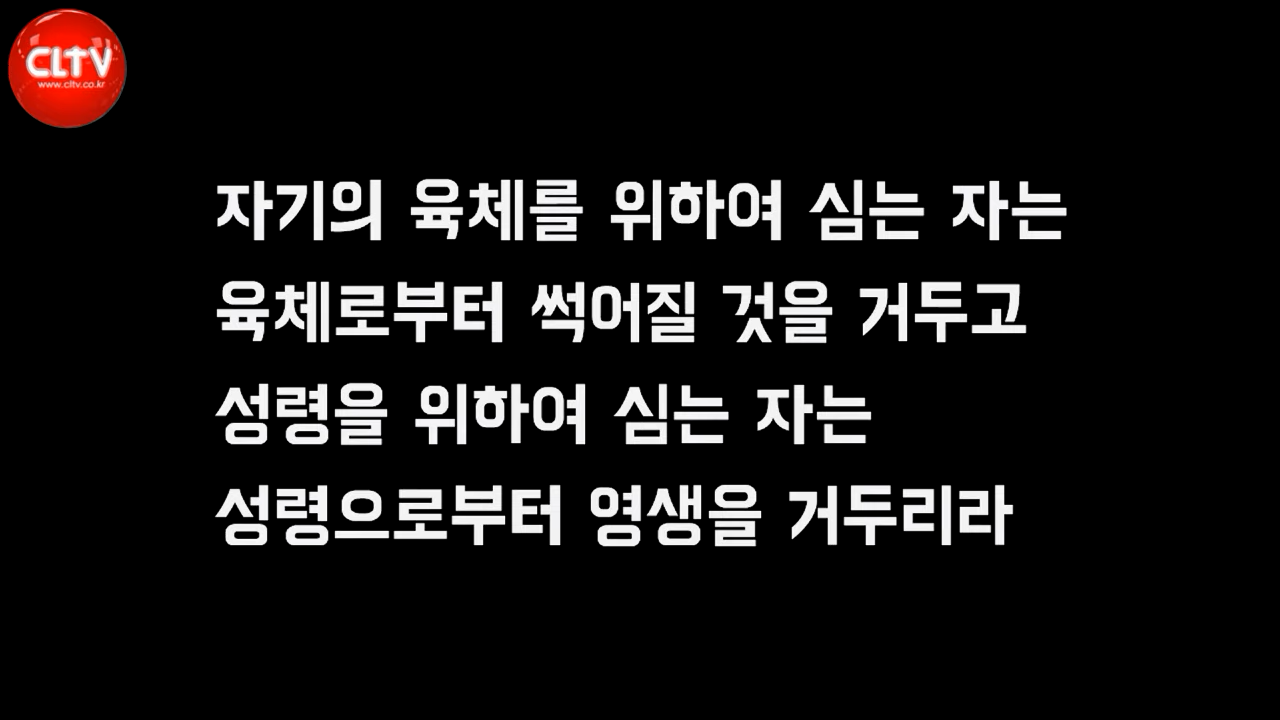 CLTV
www.cltv.co.kr
자기의 육체를 위하여 심는 자는
육체로부터 썩어질 것을 거두고
성령을 위하여 심는 자는
성령으로부터 영생을 거두리라